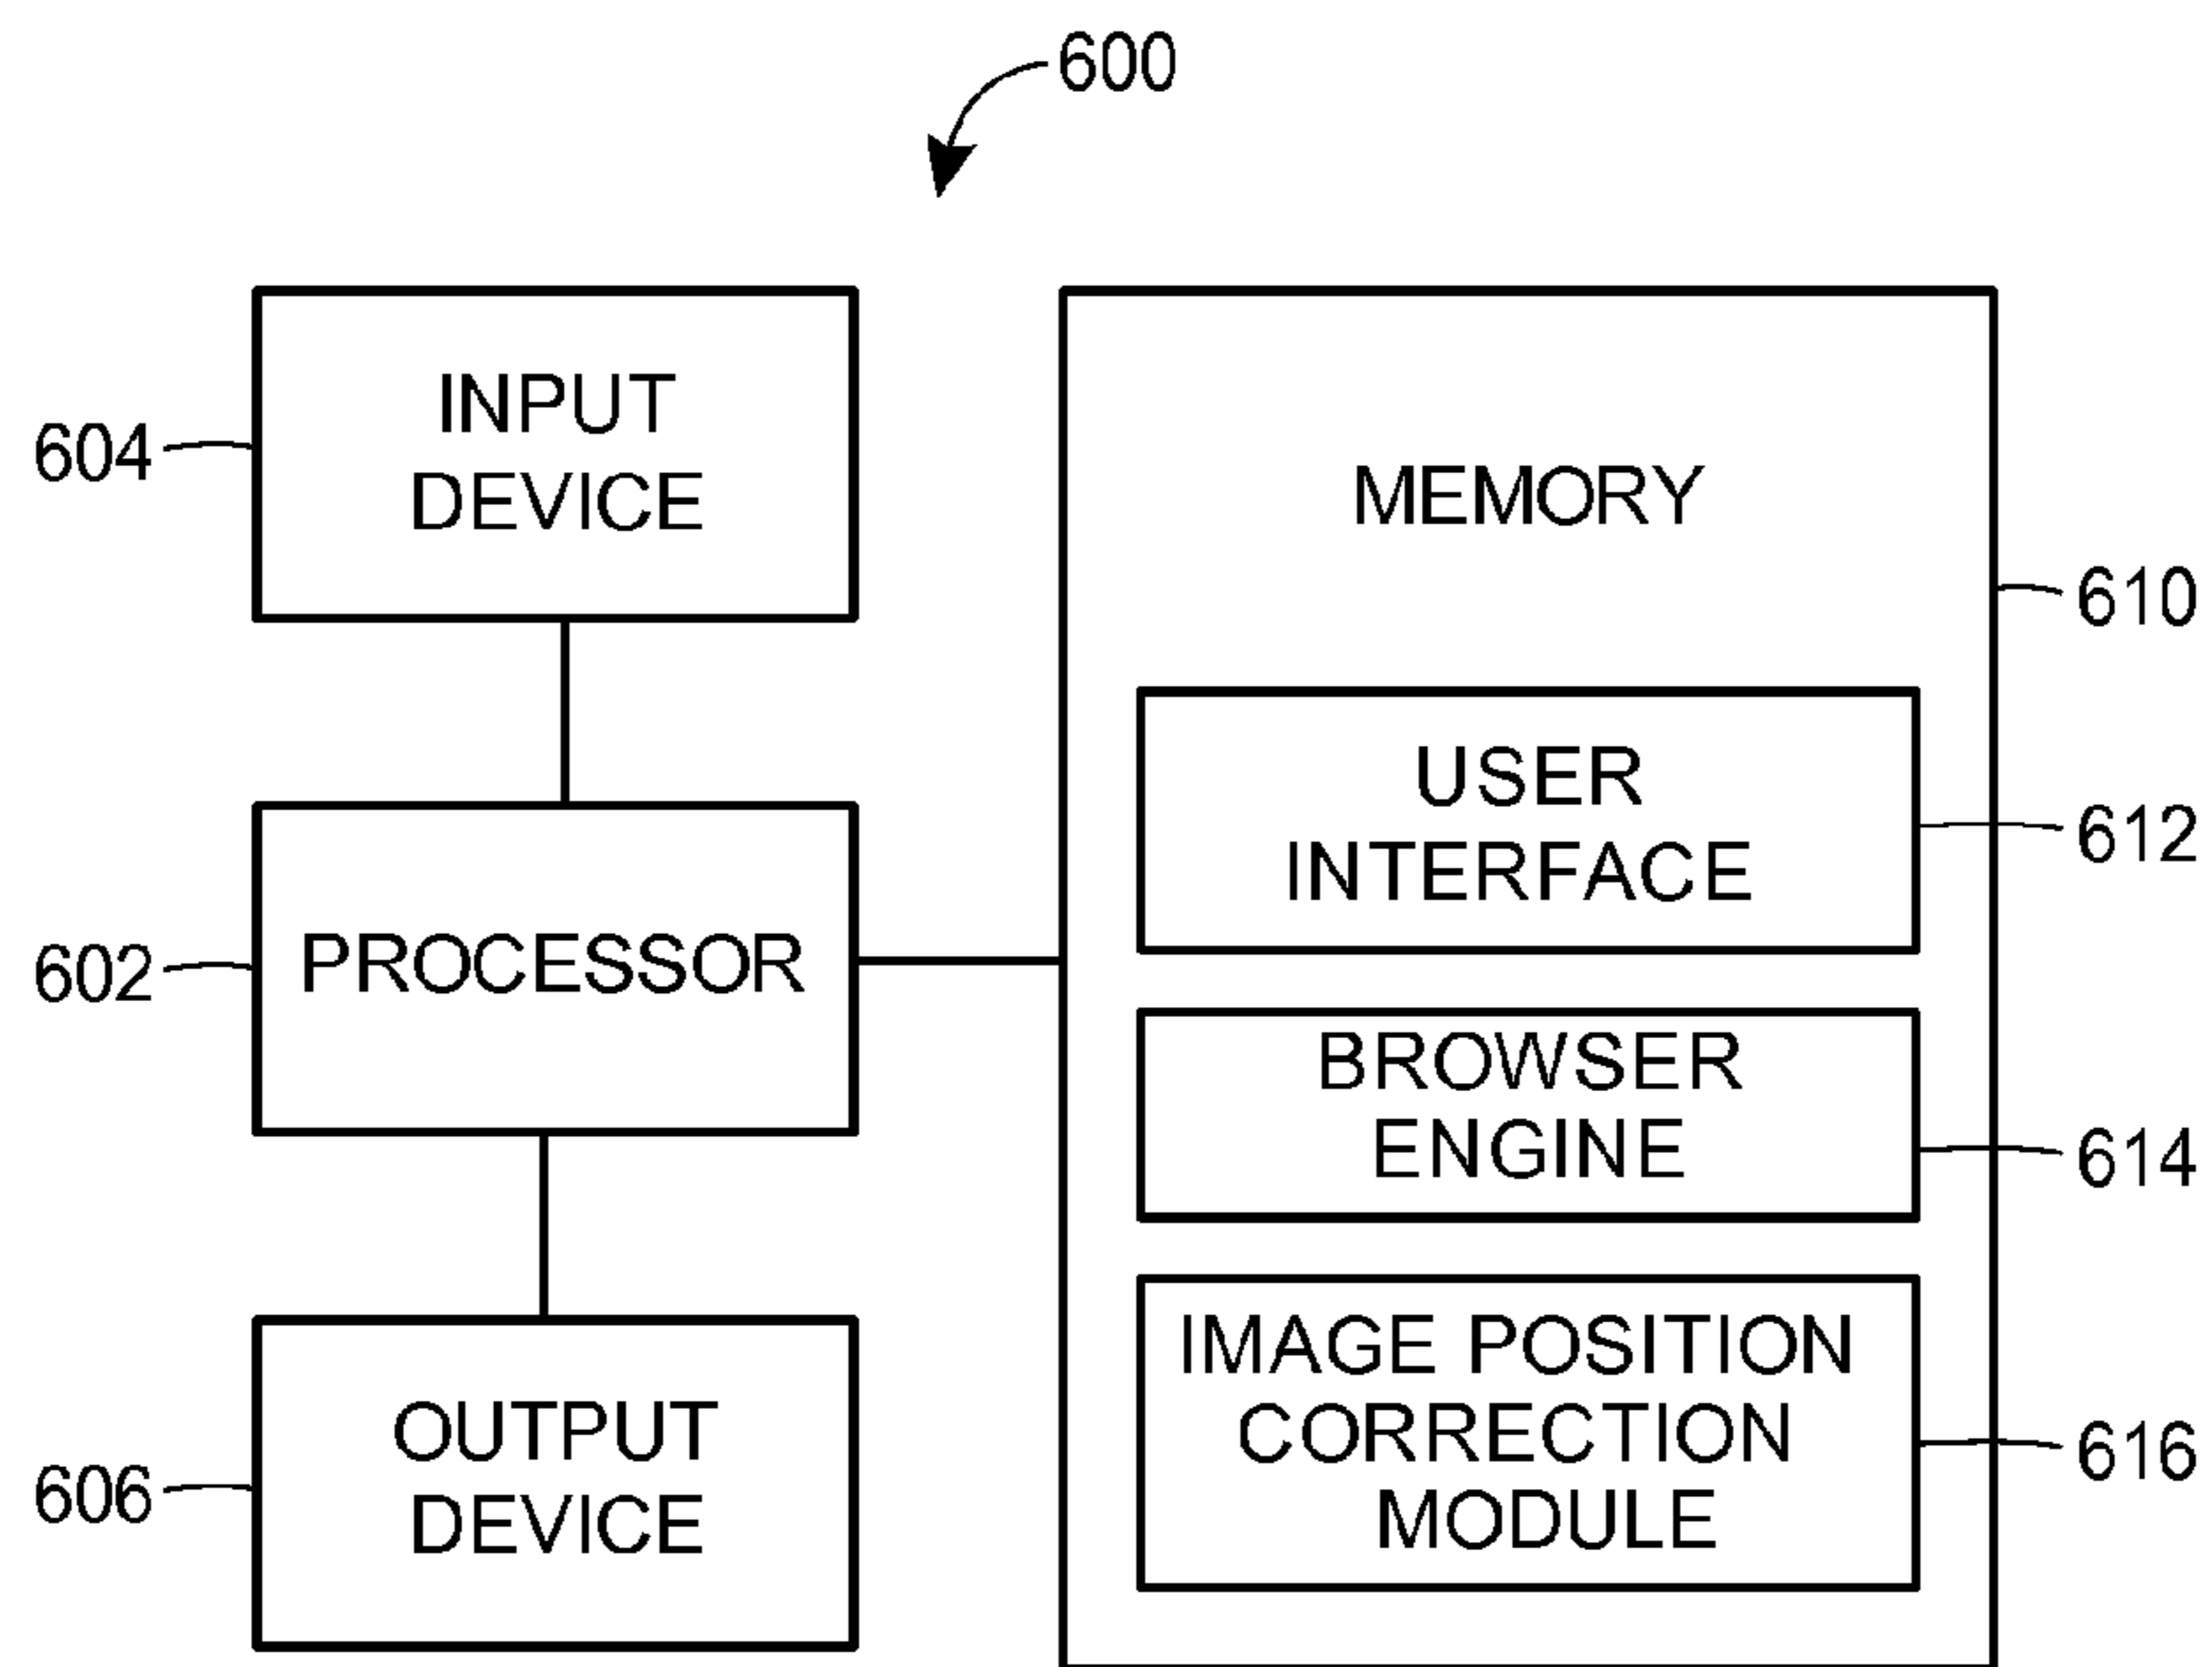 600
604
INPUT
DEVICE
MEMORY
610
USER
INTERFACE
612
602
PROCESSOR
BROWSER
ENGINE
614
IMAGE POSITION
CORRECTION
MODULE
616
606
OUTPUT
DEVICE